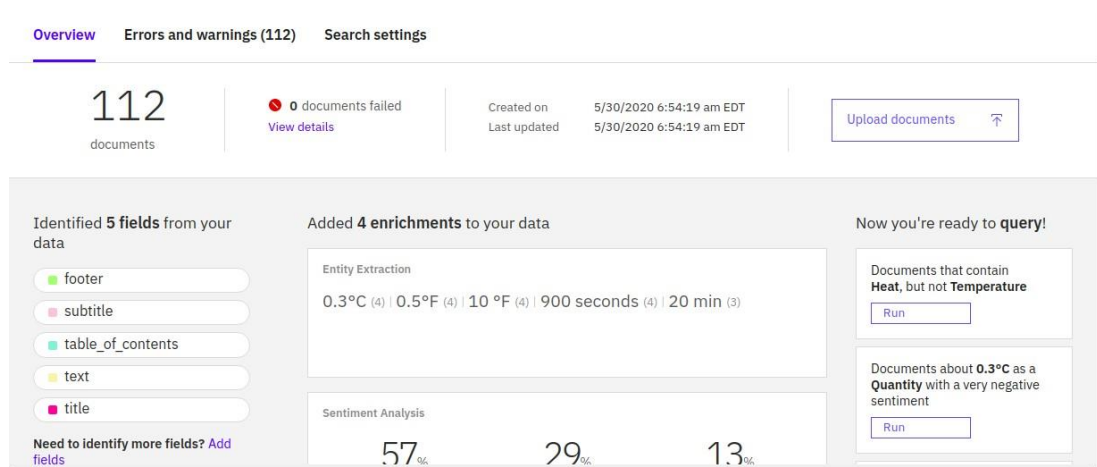 Overview Errors and warnings (112) Search settings
112
documents
0 documents failed
View details
Created on 5/30/2020 6:54:19 am EDT
Last updated 5/30/2020 6:54:19 am EDT
Upload documents
Identified 5 fields from your
data
footer
subtitle
table_of_contents
text
title
Need to identify more fields? Add
fields
Added 4 enrichments to your data
Entity Extraction
0.3°C (4) | 0.5°F (4) | 10 °F (4) | 900 seconds (4) | 20 min (3)
Sentiment Analysis
57% 29% 13%
Now you're ready to query!
Documents that contain
Heat, but not Temperature
Run
Documents about 0.3°C as a
Quantity with a very negative
sentiment
Run